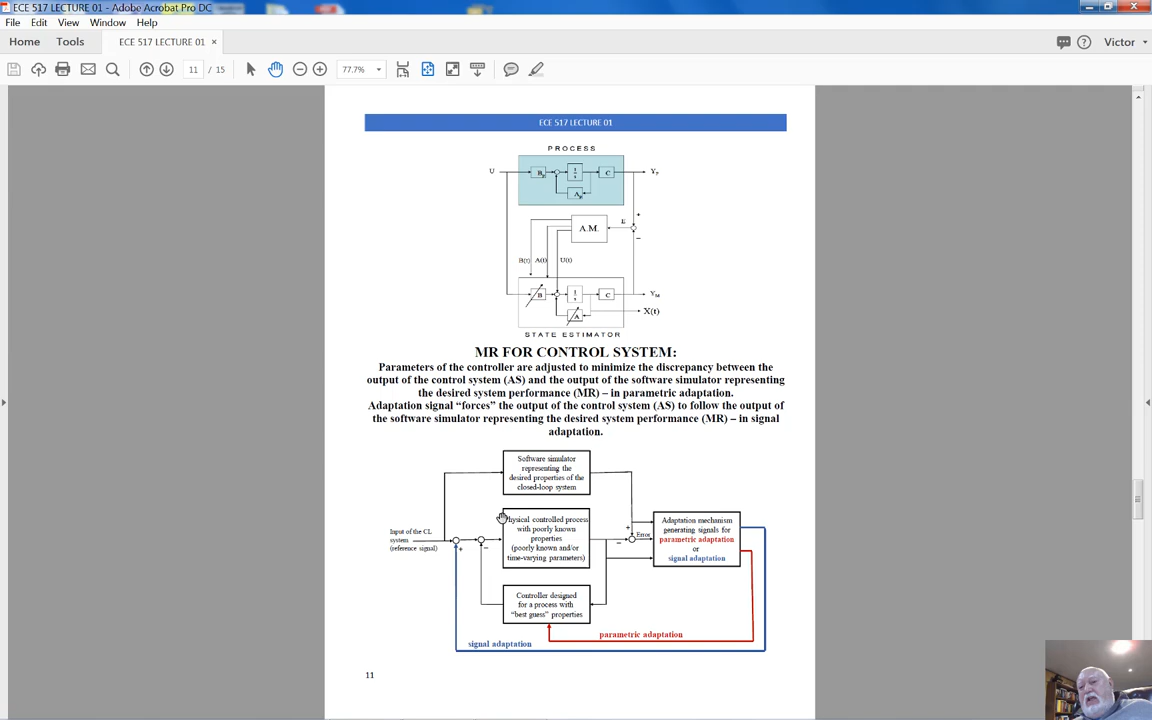 ECE 517 LECTURE 01 - Adobe Acrobat Pro DC
File Edit View Window Help
Home Tools ECE 517 LECTURE 01 × Victor
11 / 15 77.7%
ECE 517 LECTURE 01
PROCESS
U Bp 1/s C Yp
Ap
+
E
A.M.
–
B(t) A(t) U(t)
B 1/s C YM
A X(t)
STATE ESTIMATOR
MR FOR CONTROL SYSTEM:
Parameters of the controller are adjusted to minimize the discrepancy between the
output of the control system (AS) and the output of the software simulator representing
the desired system performance (MR) – in parametric adaptation.
Adaptation signal “forces” the output of the control system (AS) to follow the output of
the software simulator representing the desired system performance (MR) – in signal
adaptation.
Software simulator
representing the
desired properties of the
closed-loop system
Input of the CL
system
(reference signal)
+
–
hysical controlled process
with poorly known
properties
(poorly known and/or
time-varying parameters)
+
–
Error
Adaptation mechanism
generating signals for
parametric adaptation
or
signal adaptation
Controller designed
for a process with
“best guess” properties
parametric adaptation
signal adaptation
11